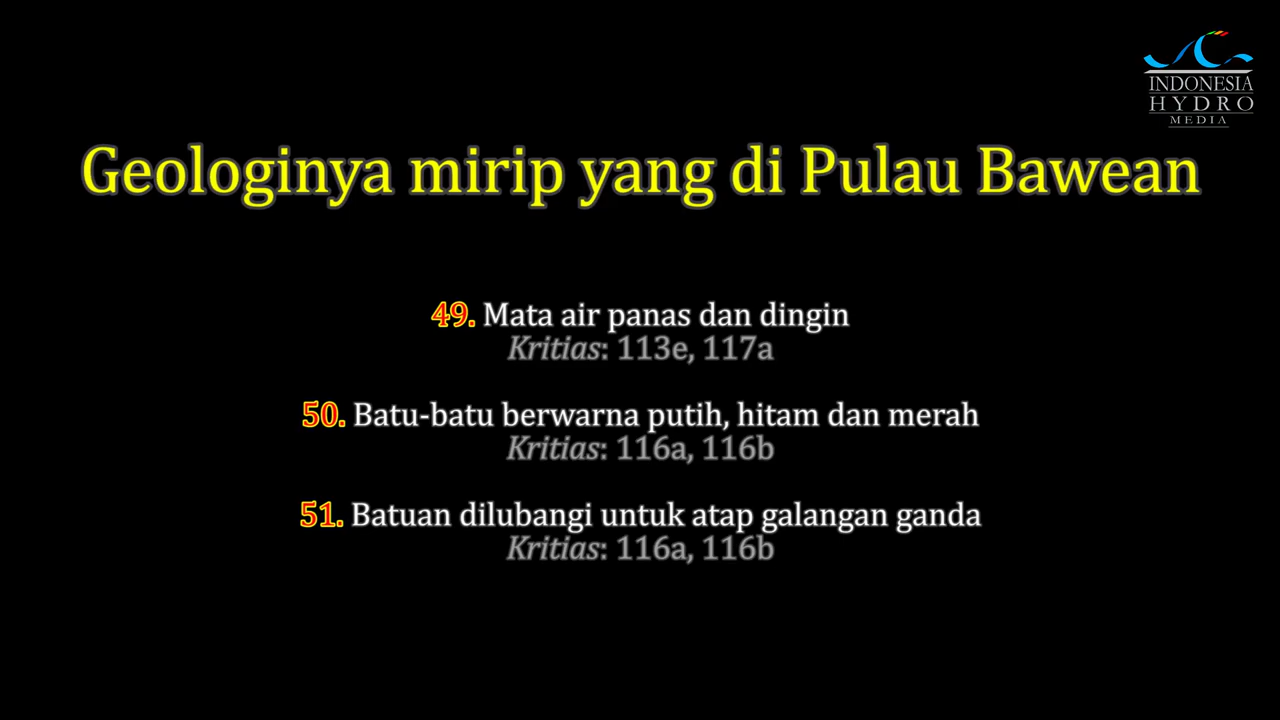 INDONESIA
HYDRO
MEDIA
Geologinya mirip yang di Pulau Bawean
49. Mata air panas dan dingin
Kritias: 113e, 117a
50. Batu-batu berwarna putih, hitam dan merah
Kritias: 116a, 116b
51. Batuan dilubangi untuk atap galangan ganda
Kritias: 116a, 116b